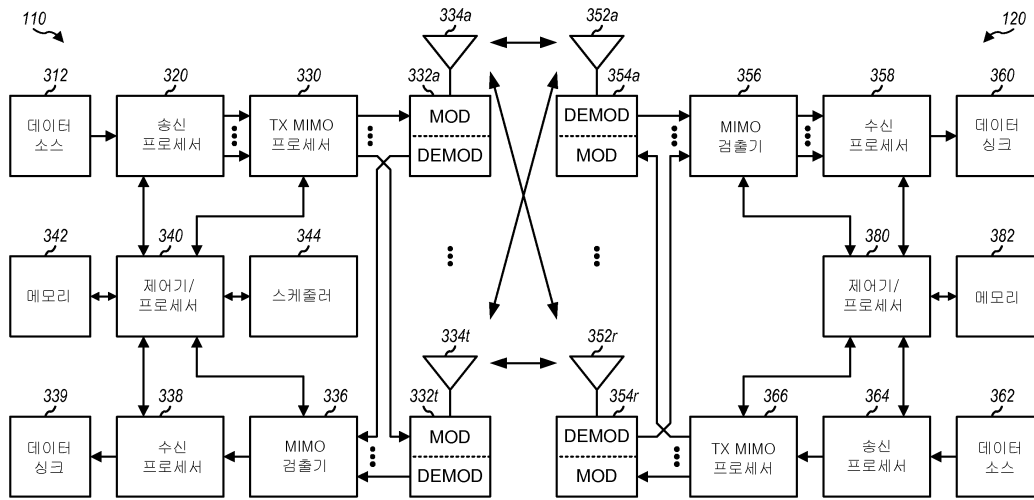 110
334a
352a
120
312
320
330
332a
354a
356
358
360
데이터
소스
송신
프로세서
TX MIMO
프로세서
MOD
DEMOD
DEMOD
MOD
MIMO
검출기
수신
프로세서
데이터
싱크
342
340
344
380
382
메모리
제어기/
프로세서
스케줄러
제어기/
프로세서
메모리
334t
352r
339
338
336
332t
354r
366
364
362
데이터
싱크
수신
프로세서
MIMO
검출기
MOD
DEMOD
DEMOD
MOD
TX MIMO
프로세서
송신
프로세서
데이터
소스